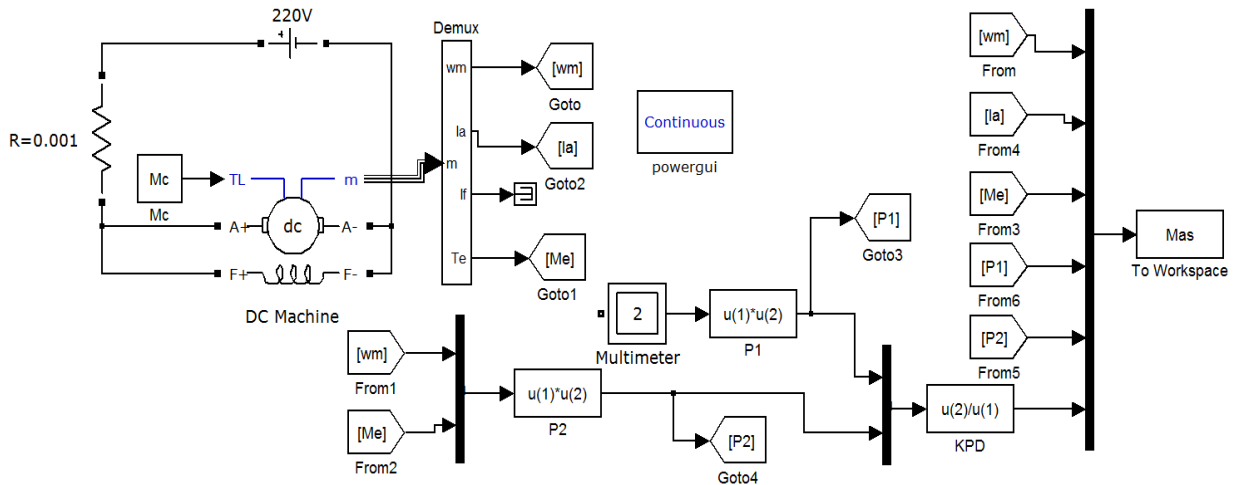 220V
R=0.001
Mc
Mc
TL
m
A+
dc
A-
F+
F-
DC Machine
Demux
wm
Ia
m
If
Te
[wm]
Goto
[Ia]
Goto2
[Me]
Goto1
Continuous
powergui
[P1]
Goto3
2
Multimeter
u(1)*u(2)
P1
[wm]
From1
[Me]
From2
u(1)*u(2)
P2
[P2]
Goto4
u(2)/u(1)
KPD
[wm]
From
[Ia]
From4
[Me]
From3
[P1]
From6
[P2]
From5
Mas
To Workspace